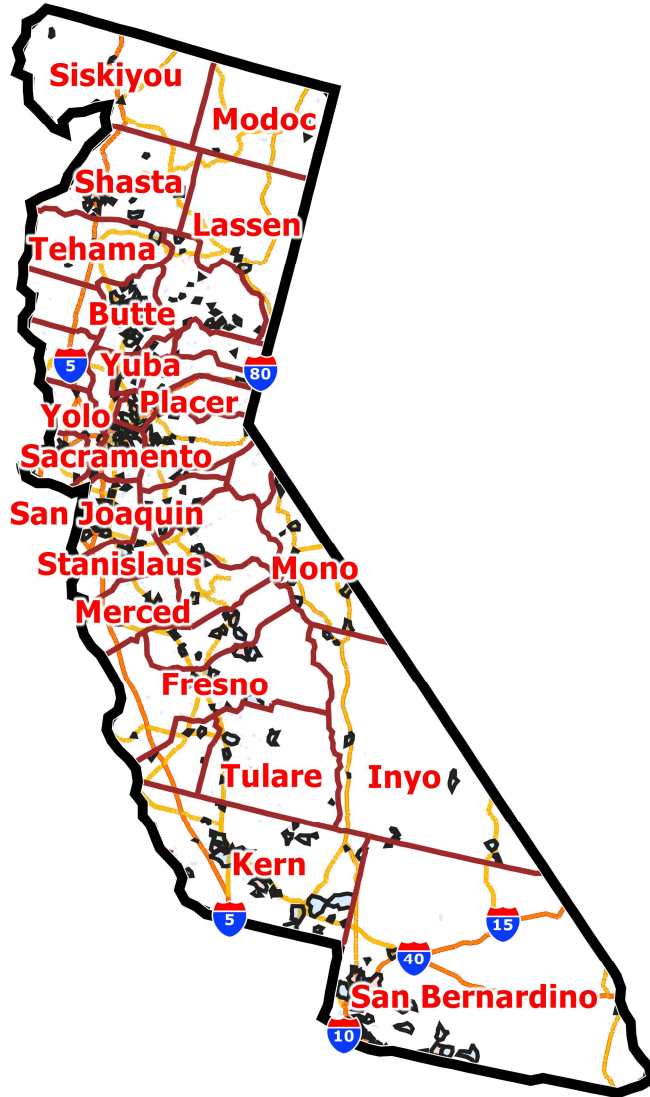 Siskiyou
Modoc
Shasta
Lassen
Tehama
Butte
5
Yuba
80
Placer
Yolo
Sacramento
San Joaquin
Stanislaus
Mono
Merced
Fresno
Tulare
Inyo
Kern
5
15
40
San Bernardino
10